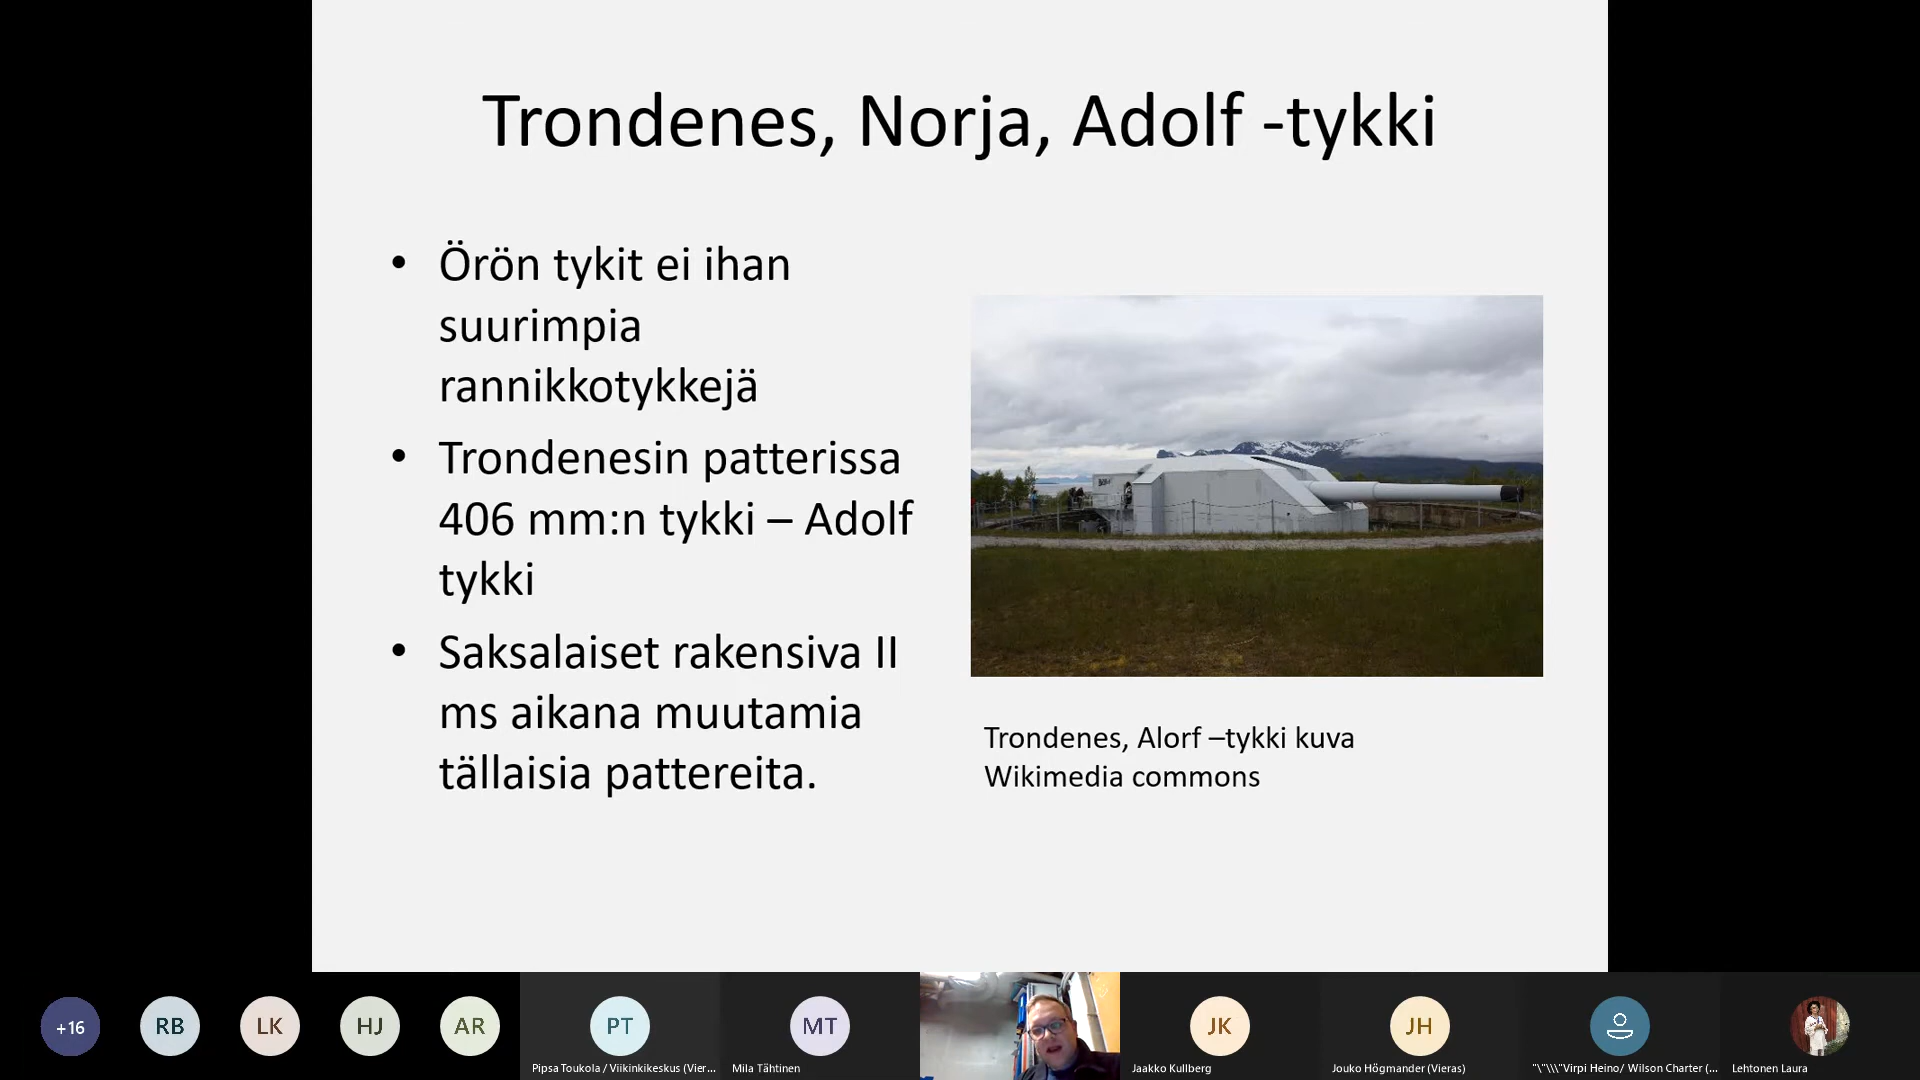 Trondenes, Norja, Adolf -tykki
• Örön tykit ei ihan
suurimpia
rannikkotykkejä
• Trondenesin patterissa
406 mm:n tykki – Adolf
tykki
• Saksalaiset rakensiva II
ms aikana muutamia
tällaisia pattereita.
Trondenes, Alorf –tykki kuva
Wikimedia commons
+16
RB
LK
HJ
AR
PT
MT
JK
JH
Pipsa Toukola / Viikinkikeskus (Vier...
Mila Tähtinen
Jaakko Kullberg
Jouko Högmander (Vieras)
"\"\\\"Virpi Heino/ Wilson Charter (...
Lehtonen Laura